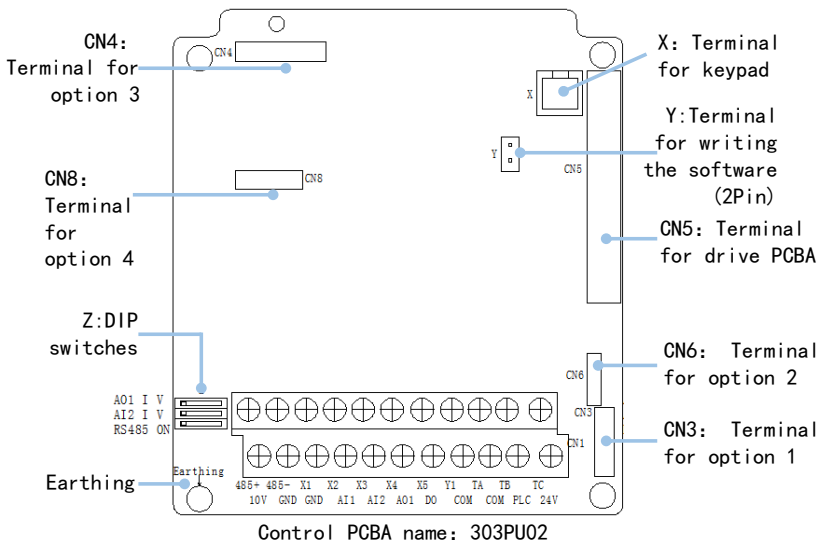 CN4:
Terminal for
option 3
CN4
X
X: Terminal
for keypad
Y
Y:Terminal
for writing
the software
(2Pin)
CN5
CN8:
Terminal
for
option 4
CN8
CN5: Terminal
for drive PCBA
Z:DIP
switches
CN6
CN6: Terminal
for option 2
AO1 I V
AI2 I V
RS485 ON
CN3
CN1
CN3: Terminal
for option 1
Earthing
Earthing
485+ 485- X1 X2 X3 X4 X5 Y1 TA TB TC
10V GND GND AI1 AI2 AO1 DO COM COM PLC 24V
Control PCBA name: 303PU02